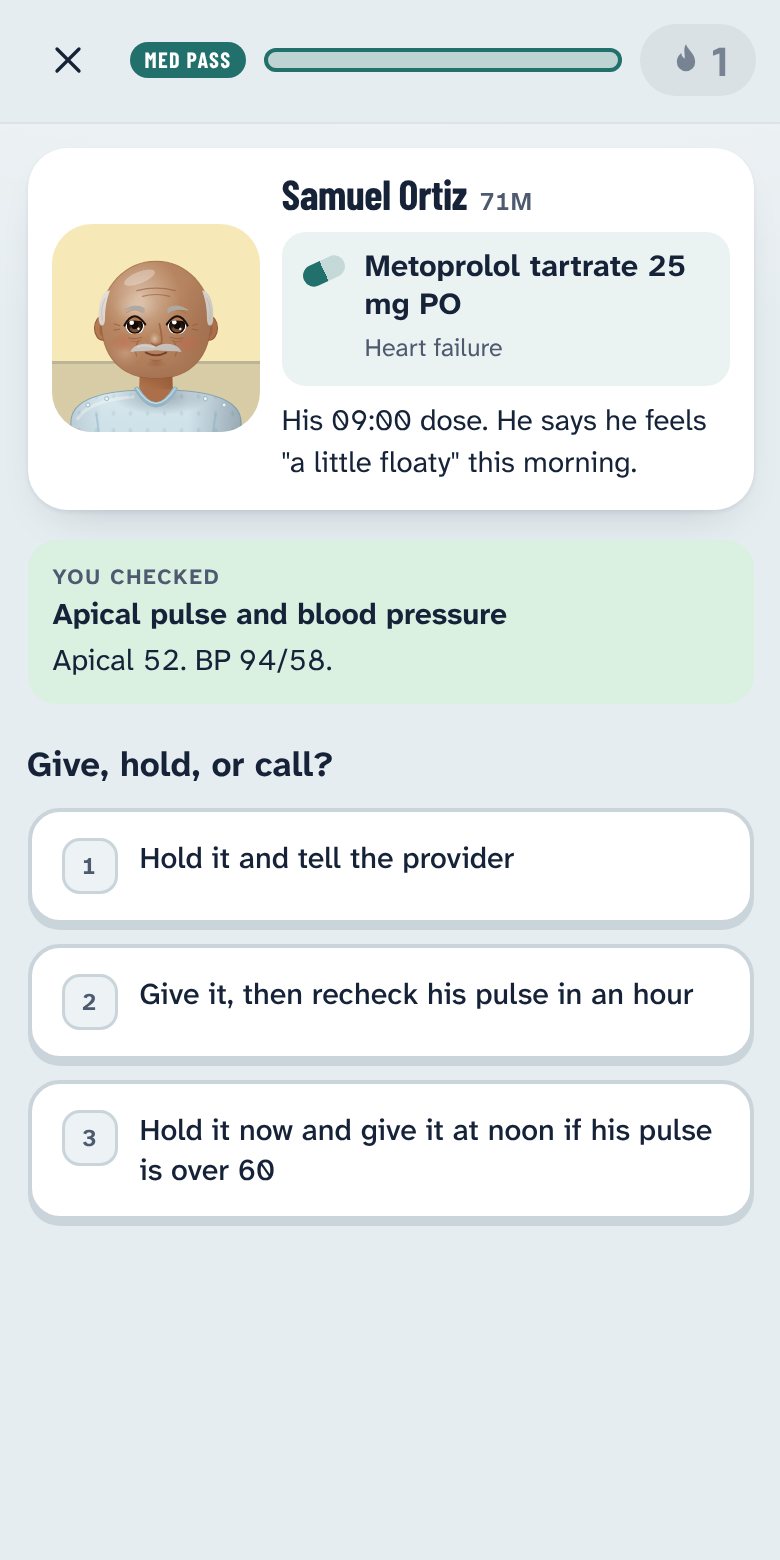 MED PASS
1
Samuel Ortiz 71M
Metoprolol tartrate 25
mg PO
Heart failure
His 09:00 dose. He says he feels
"a little floaty" this morning.
YOU CHECKED
Apical pulse and blood pressure
Apical 52. BP 94/58.
Give, hold, or call?
1 Hold it and tell the provider
2 Give it, then recheck his pulse in an hour
3 Hold it now and give it at noon if his pulse
is over 60